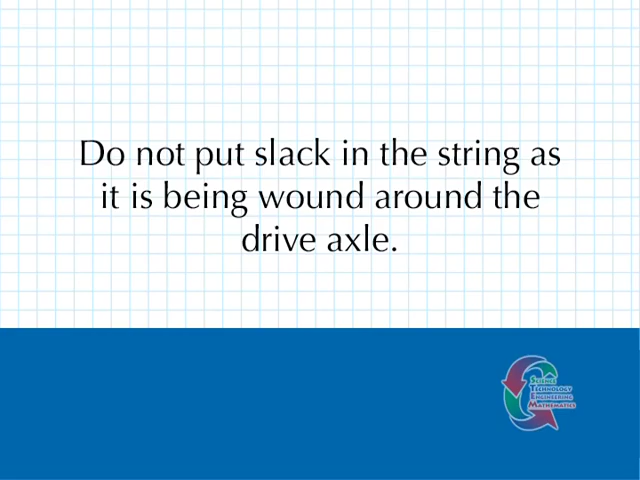 Do not put slack in the string as
it is being wound around the
drive axle.
Science
Technology
Engineering
Mathematics